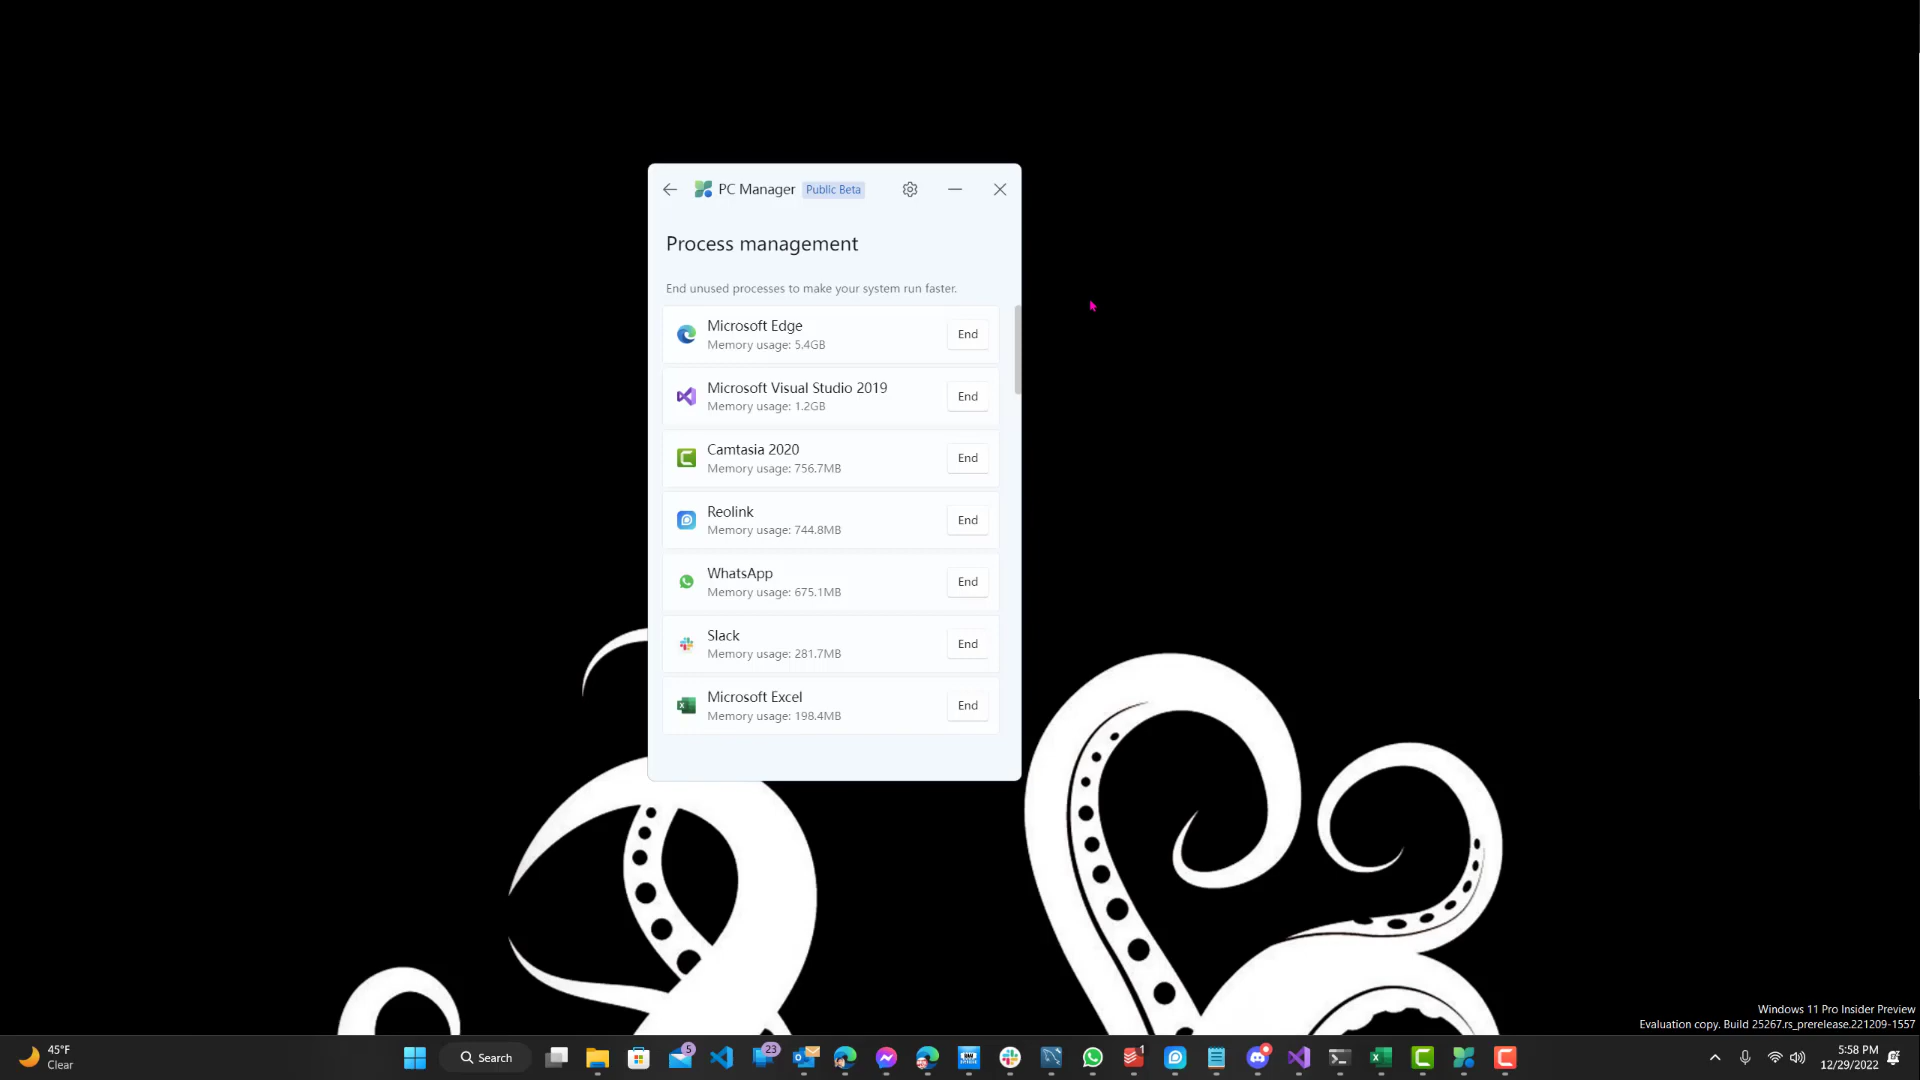 PC Manager Public Beta
Process management
End unused processes to make your system run faster.
Microsoft Edge
Memory usage: 5.4GB
End
Microsoft Visual Studio 2019
Memory usage: 1.2GB
End
Camtasia 2020
Memory usage: 756.7MB
End
Reolink
Memory usage: 744.8MB
End
WhatsApp
Memory usage: 675.1MB
End
Slack
Memory usage: 281.7MB
End
Microsoft Excel
Memory usage: 198.4MB
End
Windows 11 Pro Insider Preview
Evaluation copy. Build 25267.rs_prerelease.221209-1557
45°F
Clear
Search
5
23
1
5:58 PM
12/29/2022